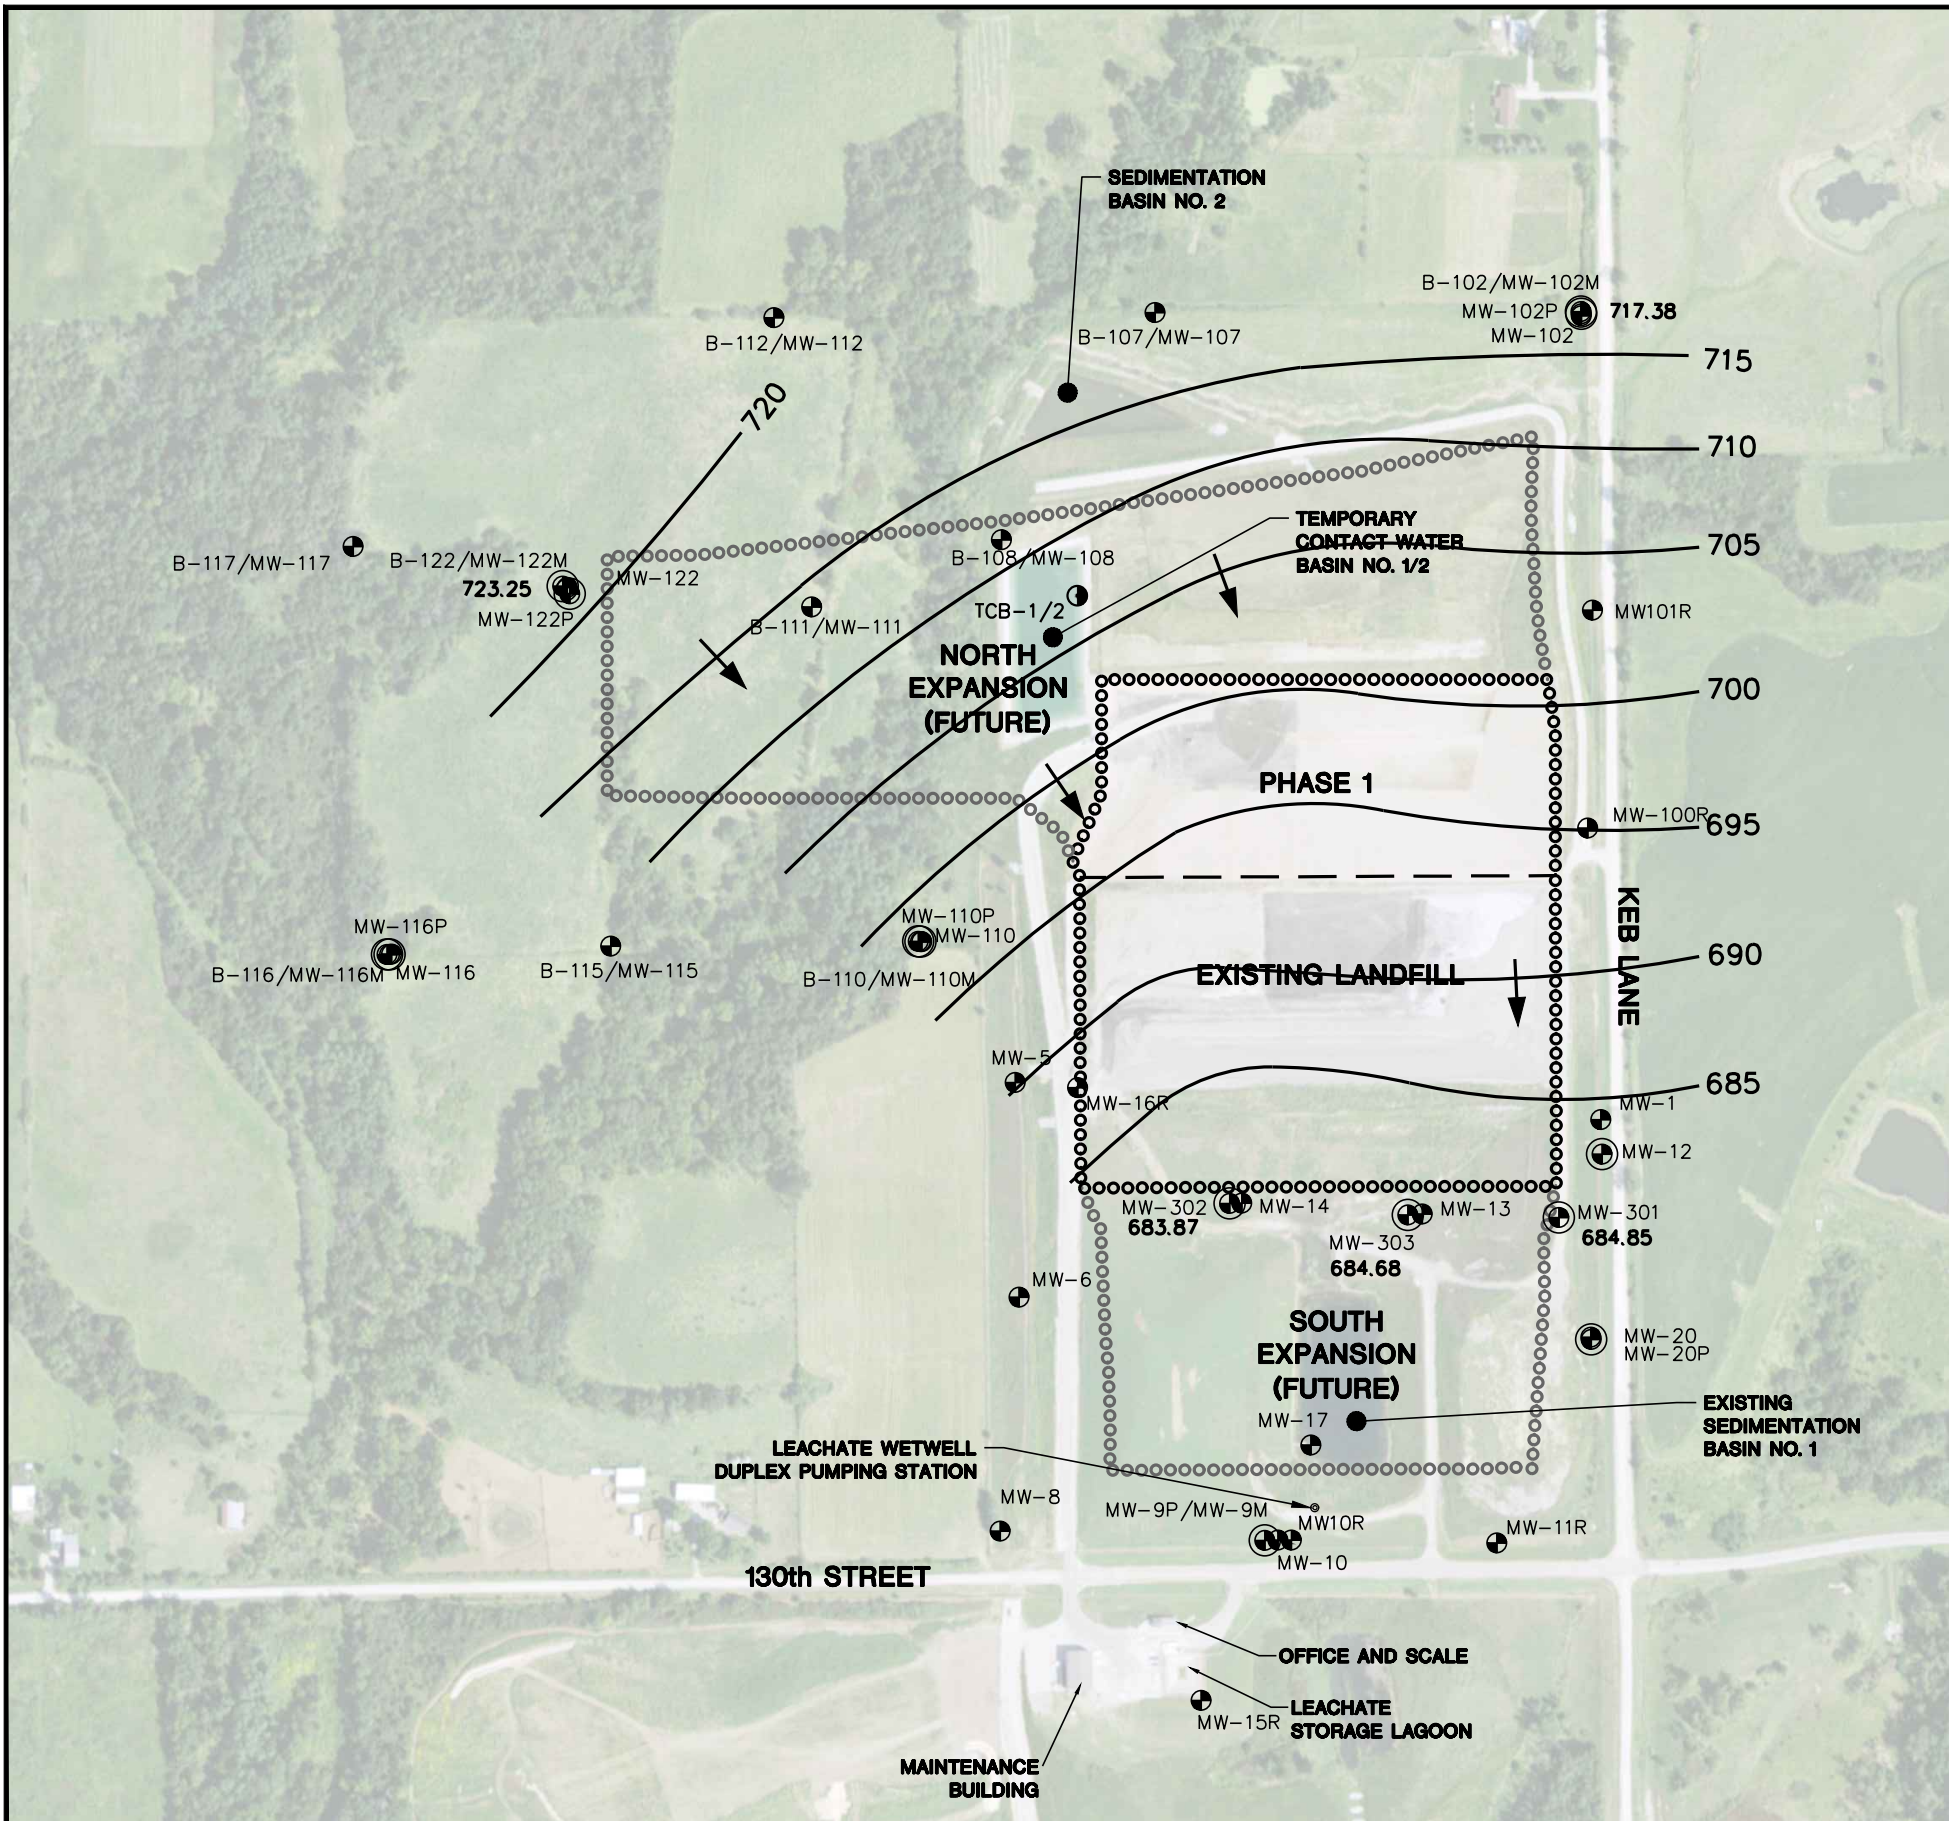 SEDIMENTATION
BASIN NO. 2
B-102/MW-102M
MW-102P
717.38
MW-102
B-112/MW-112
B-107/MW-107
715
720
710
TEMPORARY
CONTACT WATER
BASIN NO. 1/2
705
B-117/MW-117
B-122/MW-122M
723.25
MW-122
MW-122P
B-108/MW-108
TCB-1/2
B-111/MW-111
MW101R
NORTH
EXPANSION
(FUTURE)
700
PHASE 1
MW-100R
695
KEB LANE
MW-116P
B-116/MW-116M
MW-116
B-115/MW-115
MW-110P
MW-110
B-110/MW-110M
EXISTING LANDFILL
690
MW-5
MW-16R
685
MW-1
MW-12
MW-302
683.87
MW-14
MW-13
MW-303
684.68
MW-301
684.85
MW-6
SOUTH
EXPANSION
(FUTURE)
MW-20
MW-20P
MW-17
EXISTING
SEDIMENTATION
BASIN NO. 1
LEACHATE WETWELL
DUPLEX PUMPING STATION
MW-8
MW-9P/MW-9M
MW10R
MW-10
MW-11R
130th STREET
OFFICE AND SCALE
LEACHATE
STORAGE LAGOON
MW-15R
MAINTENANCE
BUILDING